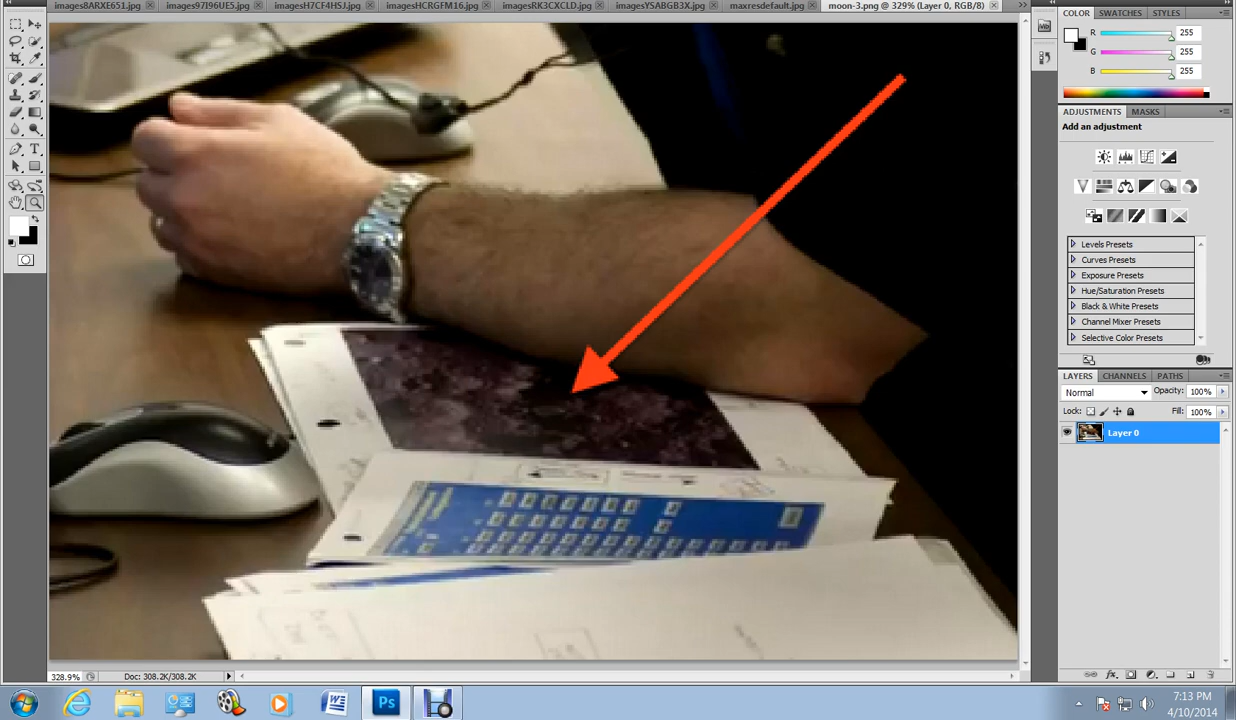 images8ARXE651.jpg
images97I96UE5.jpg
imagesH7CF4HSJ.jpg
imagesHCRGFM16.jpg
imagesRK3CXCLD.jpg
imagesYSABGB3X.jpg
maxresdefault.jpg
moon-3.png @ 329% (Layer 0, RGB/8)
COLOR SWATCHES STYLES
R 255
G 255
B 255
ADJUSTMENTS MASKS
Add an adjustment
Levels Presets
Curves Presets
Exposure Presets
Hue/Saturation Presets
Black & White Presets
Channel Mixer Presets
Selective Color Presets
LAYERS CHANNELS PATHS
Normal Opacity: 100%
Lock: Fill: 100%
Layer 0
328.9% Doc: 308.2K/308.2K
Ps
7:13 PM
4/10/2014